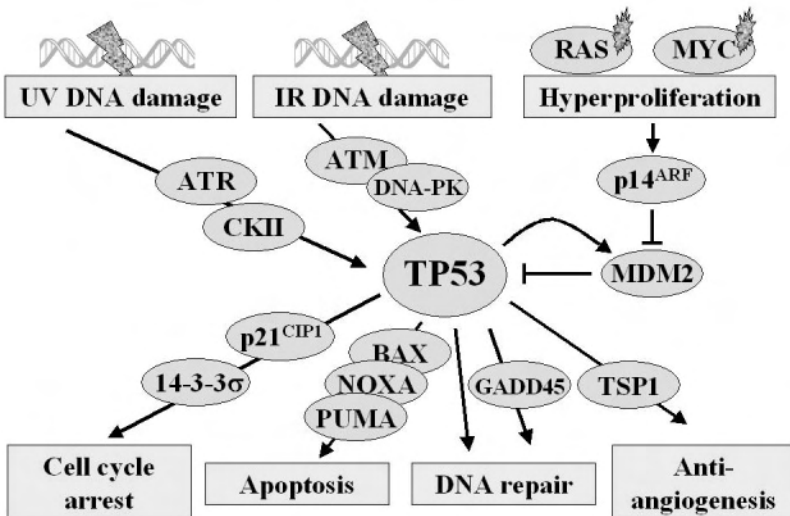 RAS MYC
UV DNA damage IR DNA damage Hyperproliferation
ATM
DNA-PK
p14ARF
ATR
CKII
TP53
MDM2
p21CIP1
BAX
14-3-3σ
NOXA
GADD45
TSP1
PUMA
Cell cycle
arrest
Apoptosis
DNA repair
Anti-
angiogenesis